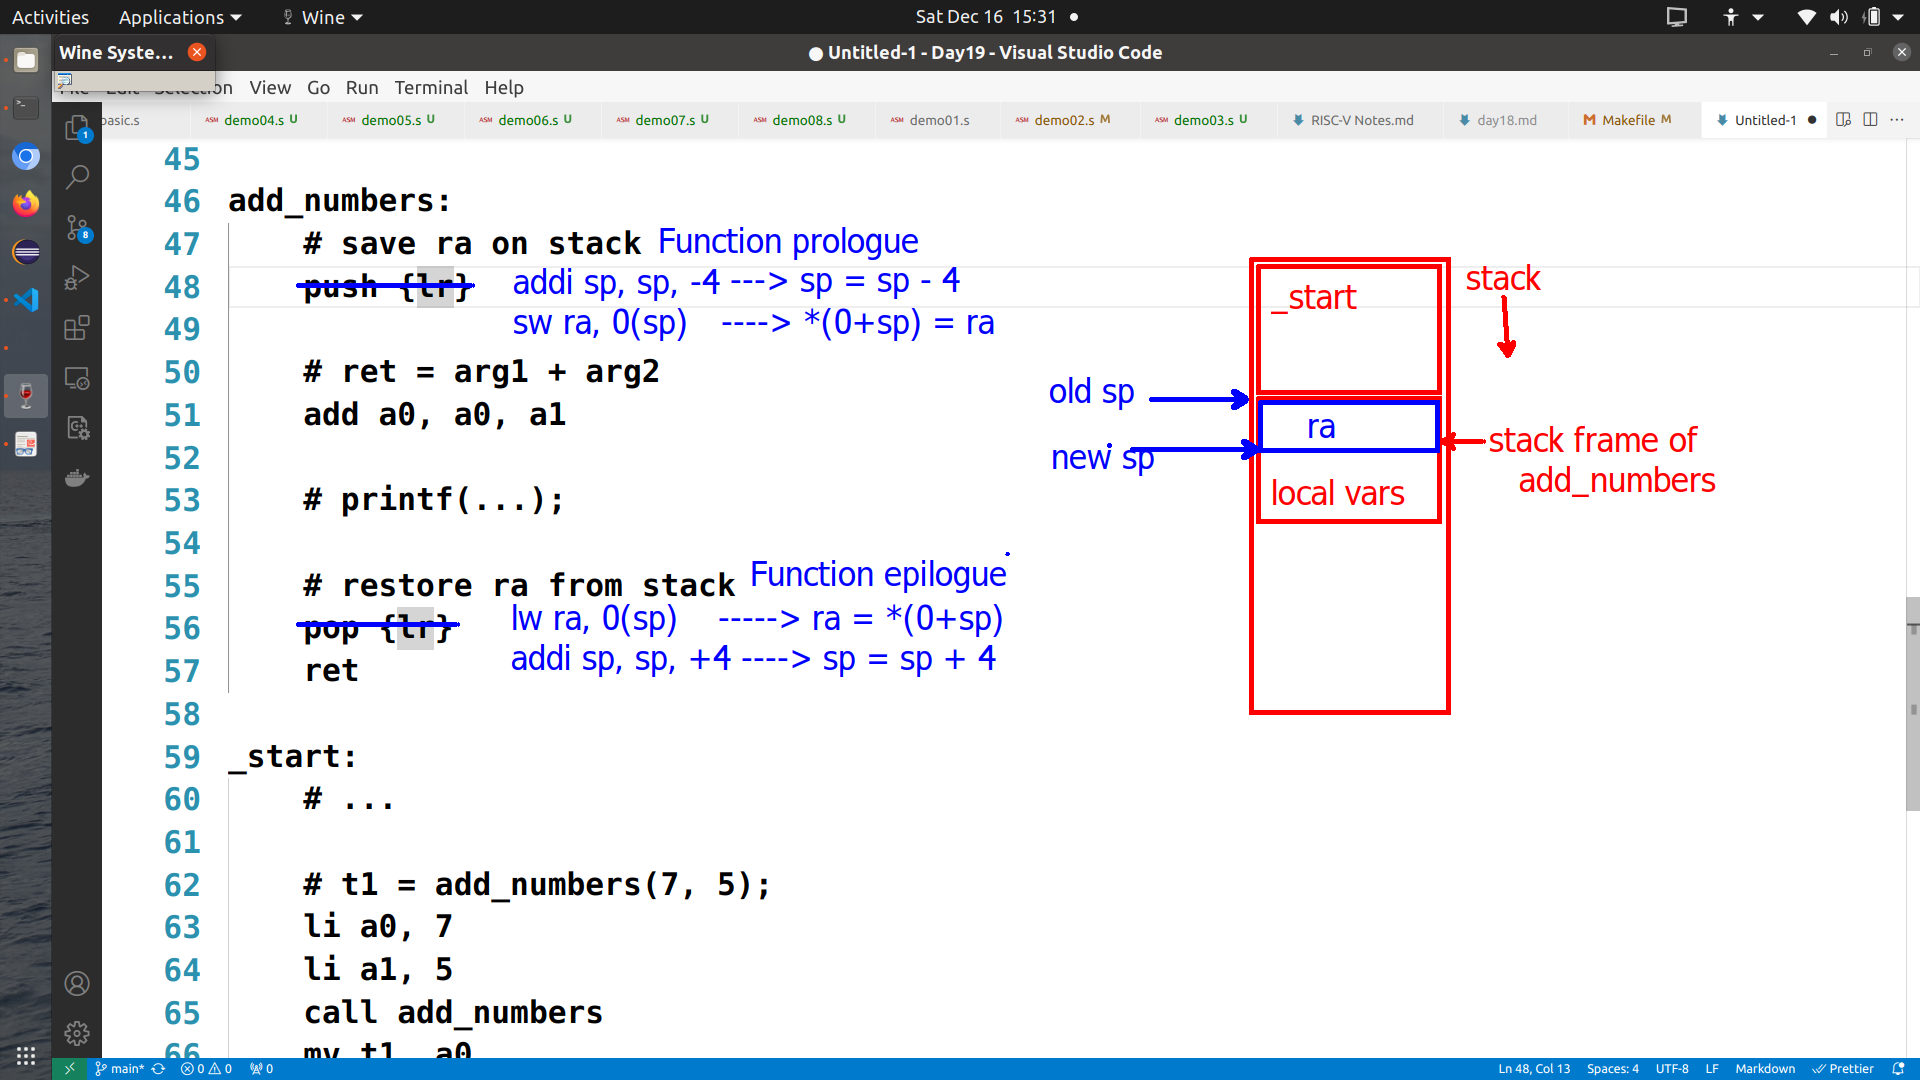 Activities Applications Wine Sat Dec 16 15:31
Wine Syste... Untitled-1 - Day19 - Visual Studio Code
Selection View Go Run Terminal Help
basic.s demo04.s U demo05.s U demo06.s U demo07.s U demo08.s U demo01.s demo02.s M demo03.s U RISC-V Notes.md day18.md Makefile M Untitled-1
45
46 add_numbers:
47 # save ra on stack Function prologue
48 push {lr} addi sp, sp, -4 ---> sp = sp - 4
49 sw ra, 0(sp) ----> *(0+sp) = ra
50 # ret = arg1 + arg2
51 add a0, a0, a1
52
53 # printf(...);
54
55 # restore ra from stack Function epilogue
56 pop {lr} lw ra, 0(sp) -----> ra = *(0+sp)
57 ret addi sp, sp, +4 ----> sp = sp + 4
58
59 _start:
60 # ...
61
62 # t1 = add_numbers(7, 5);
63 li a0, 7
64 li a1, 5
65 call add_numbers
66 mv t1, a0
_start
stack
old sp
ra
new sp
stack frame of
add_numbers
local vars
1
8
main* 0 0 0 Ln 48, Col 13 Spaces: 4 UTF-8 LF Markdown Prettier